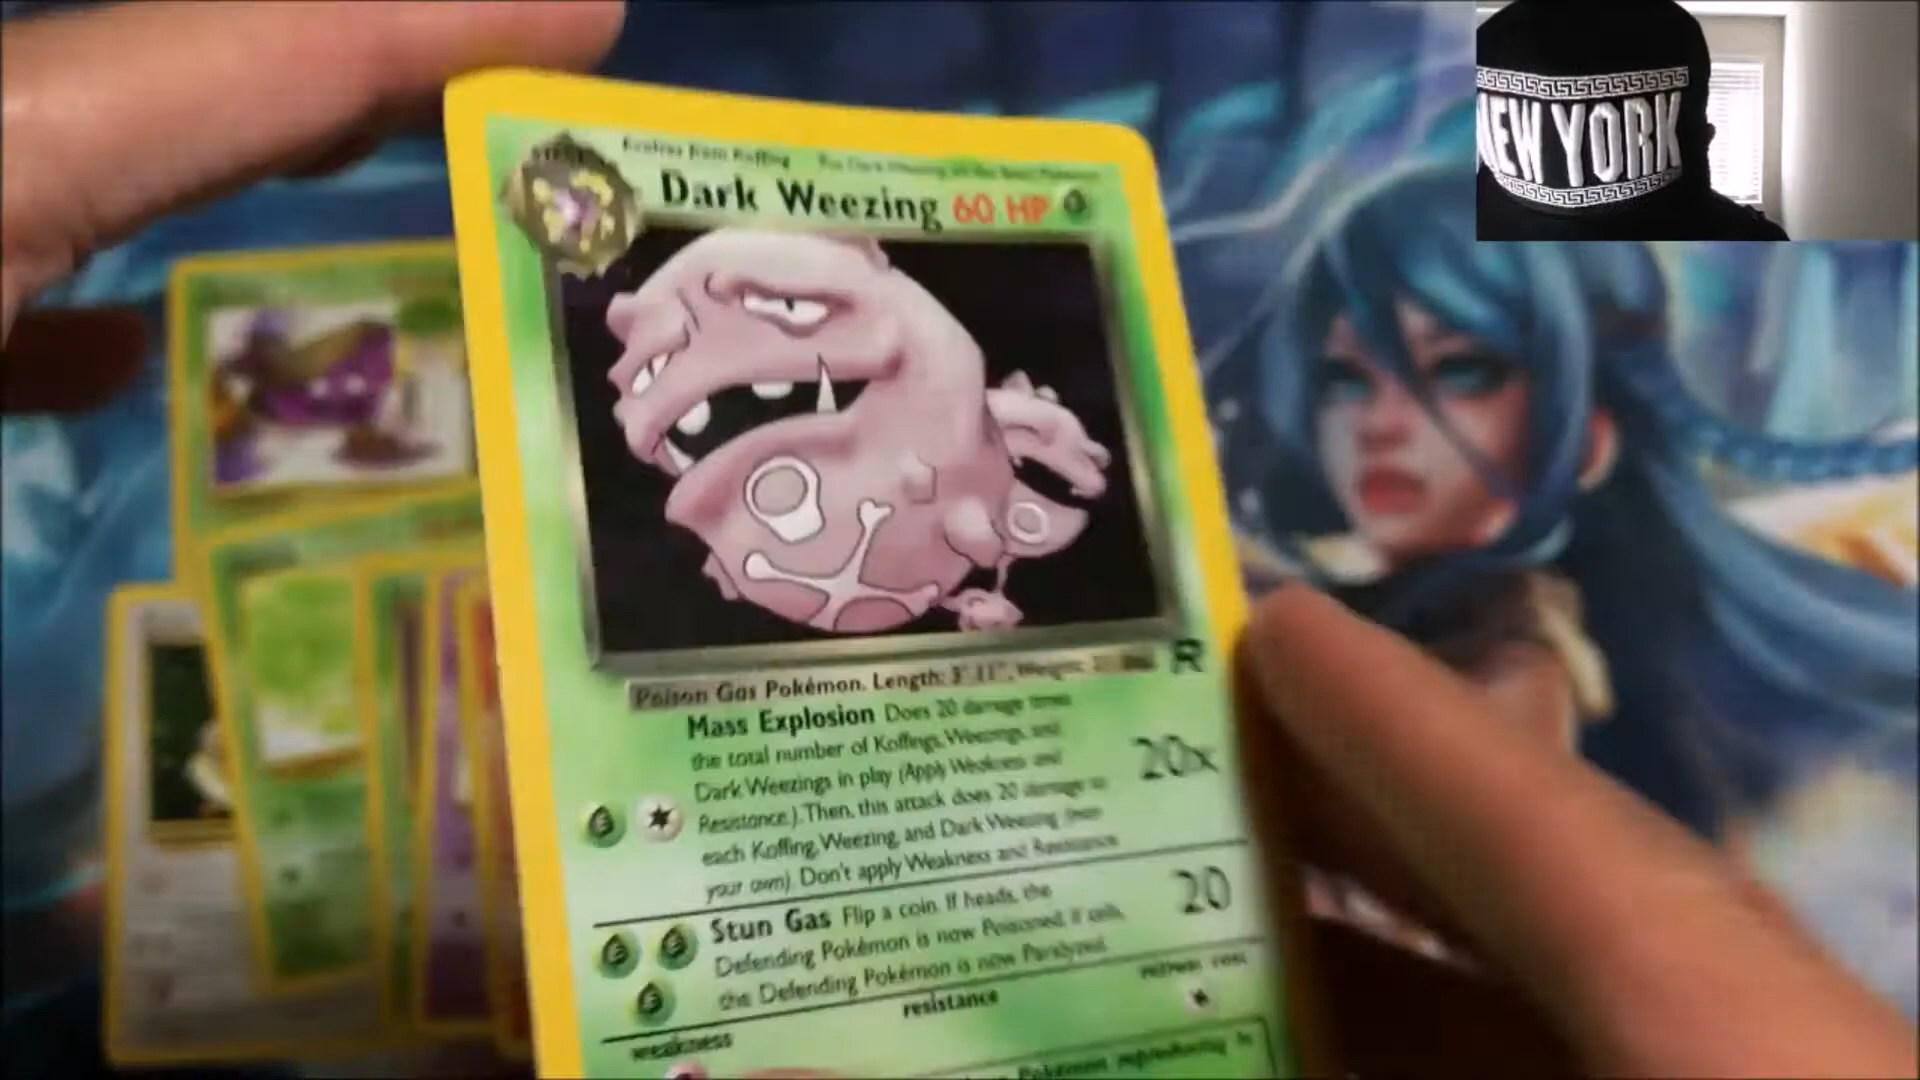 NEW YORK
Evolves from Koffing
Dark Weezing 60 HP
Poison Gas Pokémon. Length: 3' 11", Weight:
R
Mass Explosion Does 20 damage times
the total number of Koffings, Weezings, and
Dark Weezings in play (Apply Weakness and
Resistance.). Then, this attack does 20 damage to
each Koffing, Weezing, and Dark Weezing (even
your own). Don't apply Weakness and Resistance
20x
Stun Gas Flip a coin. If heads, the
Defending Pokémon is now Poisoned; if tails,
the Defending Pokémon is now Paralyzed.
20
weakness
resistance
retreat cost